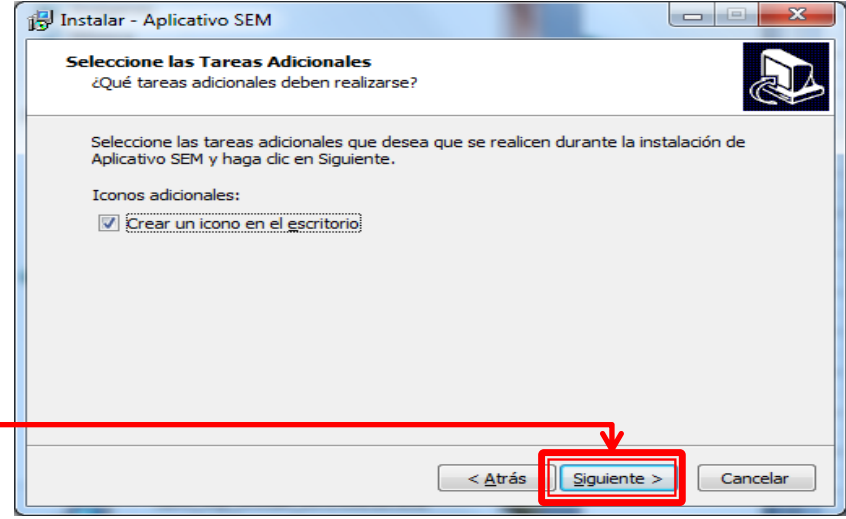 Instalar - Aplicativo SEM
Seleccione las Tareas Adicionales
¿Qué tareas adicionales deben realizarse?
Seleccione las tareas adicionales que desea que se realicen durante la instalación de
Aplicativo SEM y haga clic en Siguiente.
Iconos adicionales:
Crear un icono en el escritorio
< Atrás Siguiente > Cancelar